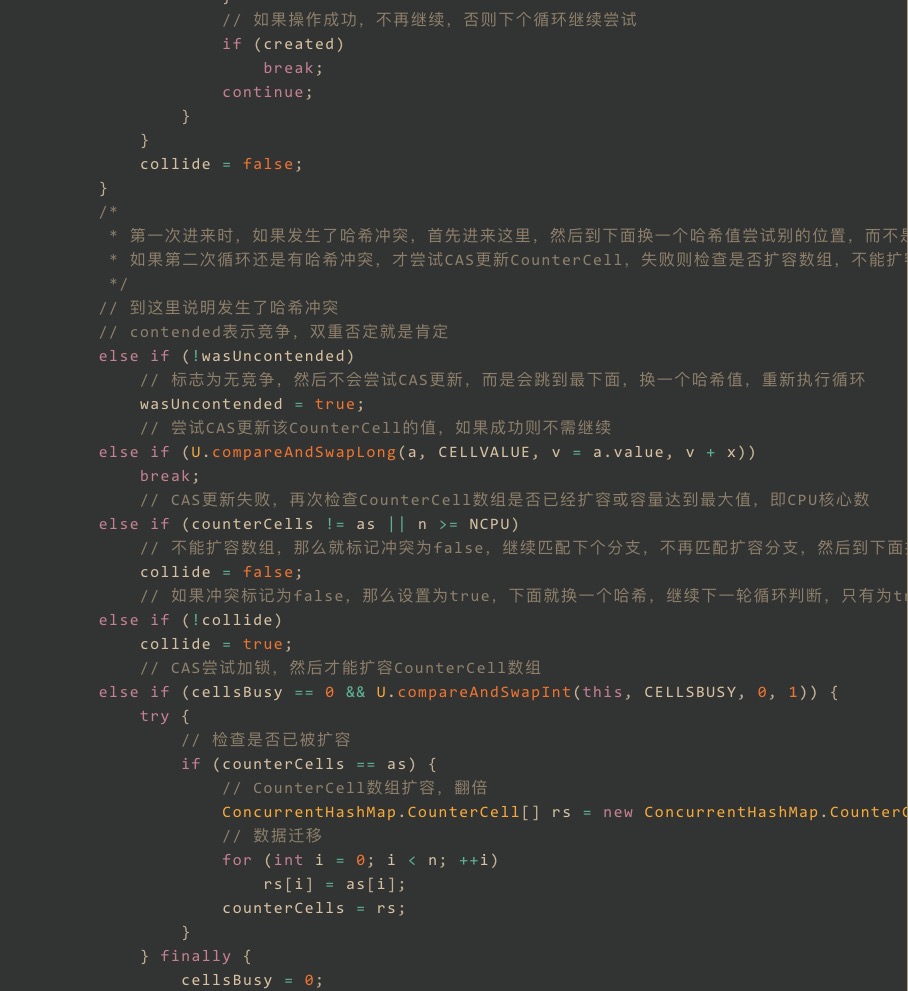 }
// 如果操作成功，不再继续，否则下个循环继续尝试
if (created)
break;
continue;
}
}
collide = false;
}
/*
* 第一次进来时，如果发生了哈希冲突，首先进来这里，然后到下面换一个哈希值尝试别的位置，而不是
* 如果第二次循环还是有哈希冲突，才尝试CAS更新CounterCell，失败则检查是否扩容数组，不能扩
*/
// 到这里说明发生了哈希冲突
// contended表示竞争，双重否定就是肯定
else if (!wasUncontended)
// 标志为无竞争，然后不会尝试CAS更新，而是会跳到最下面，换一个哈希值，重新执行循环
wasUncontended = true;
// 尝试CAS更新该CounterCell的值，如果成功则不需继续
else if (U.compareAndSwapLong(a, CELLVALUE, v = a.value, v + x))
break;
// CAS更新失败，再次检查CounterCell数组是否已经扩容或容量达到最大值，即CPU核心数
else if (counterCells != as || n >= NCPU)
// 不能扩容数组，那么就标记冲突为false，继续匹配下个分支，不再匹配扩容分支，然后到下面
collide = false;
// 如果冲突标记为false，那么设置为true，下面就换一个哈希，继续下一轮循环判断，只有为tr
else if (!collide)
collide = true;
// CAS尝试加锁，然后才能扩容CounterCell数组
else if (cellsBusy == 0 && U.compareAndSwapInt(this, CELLSBUSY, 0, 1)) {
try {
// 检查是否已被扩容
if (counterCells == as) {
// CounterCell数组扩容，翻倍
ConcurrentHashMap.CounterCell[] rs = new ConcurrentHashMap.Counter
// 数据迁移
for (int i = 0; i < n; ++i)
rs[i] = as[i];
counterCells = rs;
}
} finally {
cellsBusy = 0;